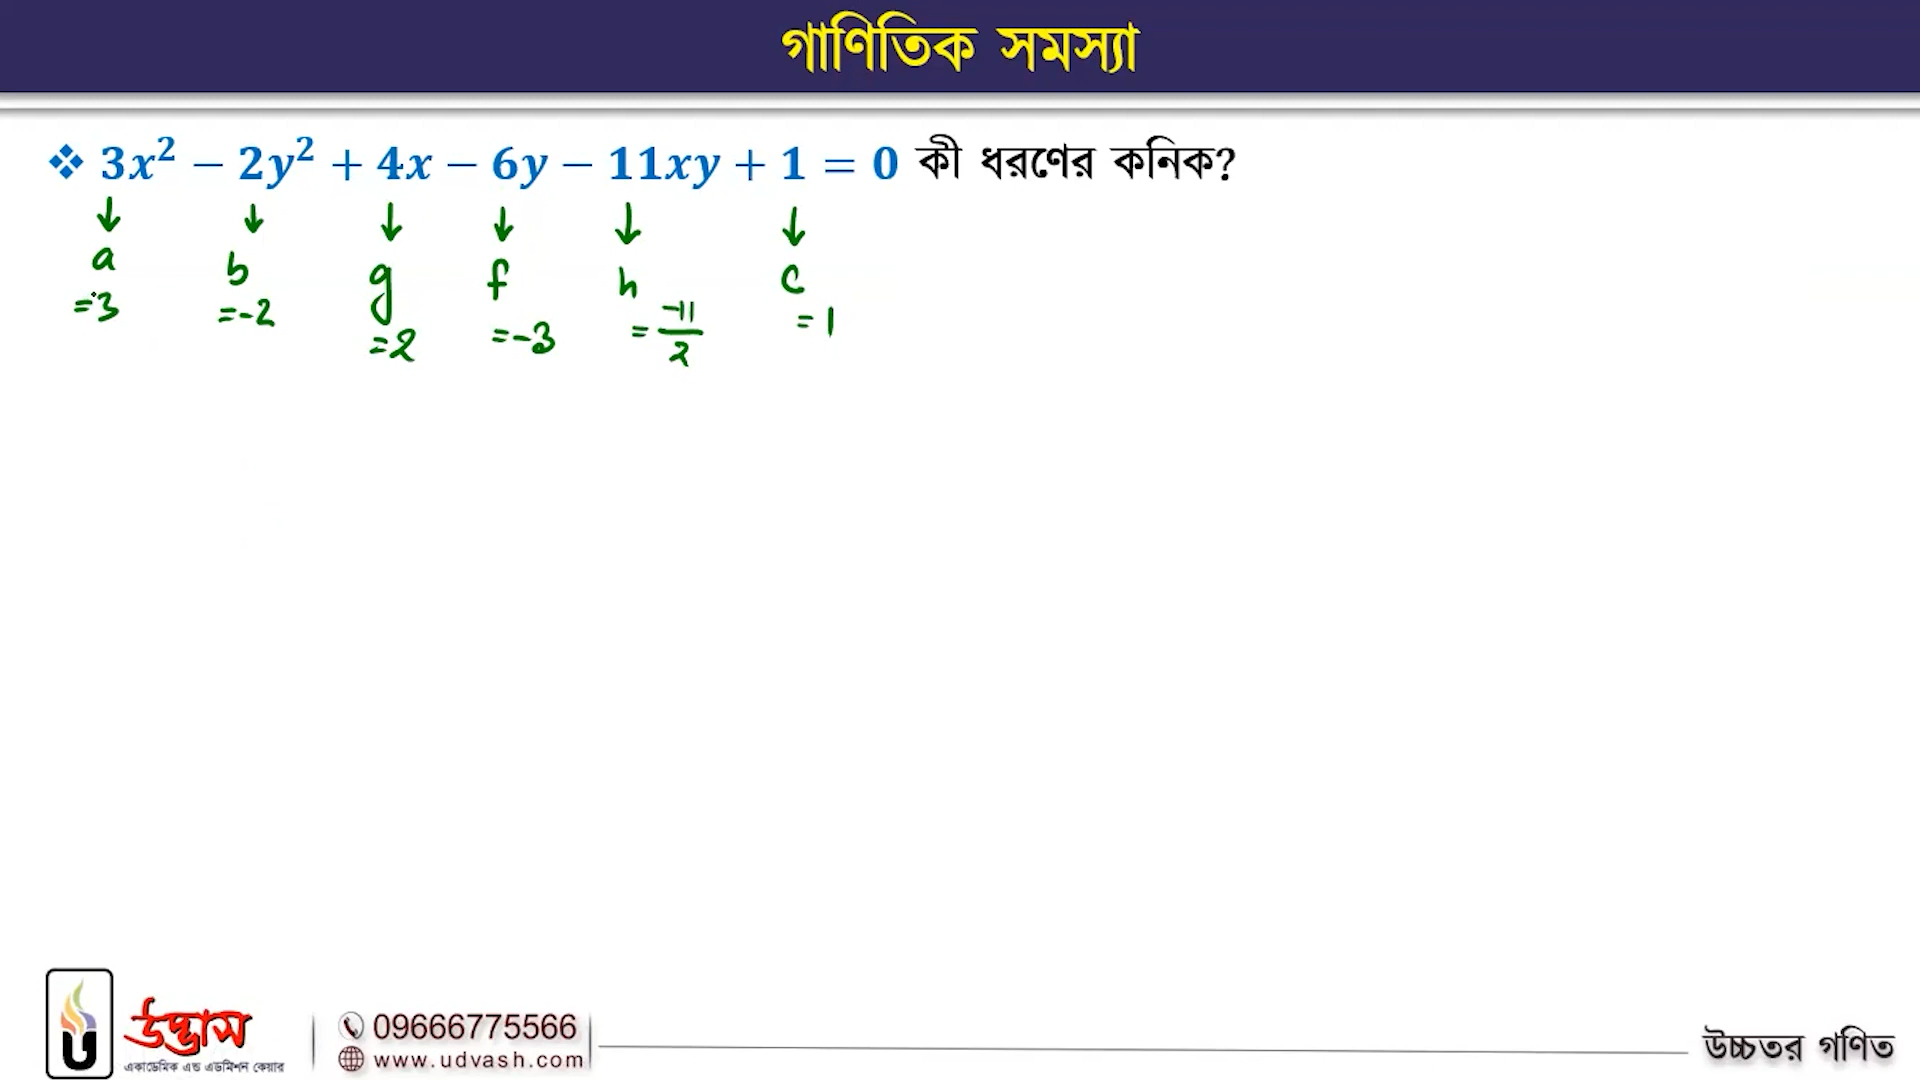 গাণিতিক সমস্যা
❖ 3x² − 2y² + 4x − 6y − 11xy + 1 = 0 কী ধরণের কনিক?
↓ ↓ ↓ ↓ ↓ ↓
a b g f h c
=3 =-2 =2 =-3 =-11/2 =1
উদ্ভাস
একাডেমিক এন্ড এডমিশন কেয়ার
09666775566
www.udvash.com
উচ্চতর গণিত